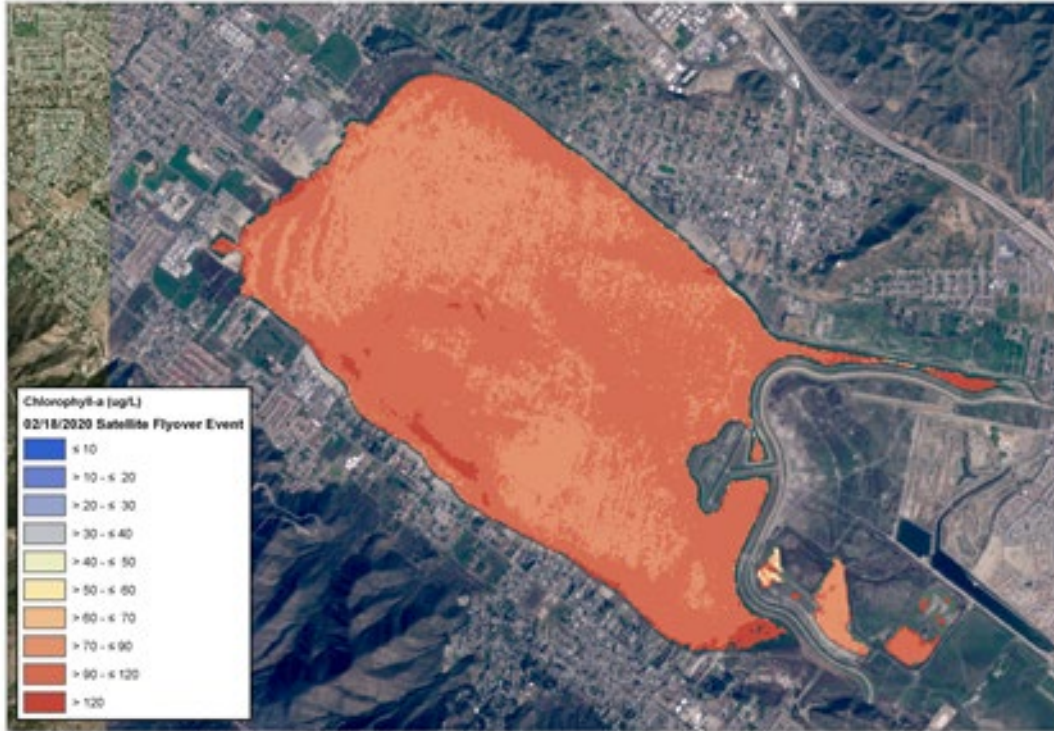 Chlorophyll-a (ug/L)
02/18/2020 Satellite Flyover Event
≤ 10
> 10 - ≤ 20
> 20 - ≤ 30
> 30 - ≤ 40
> 40 - ≤ 50
> 50 - ≤ 60
> 60 - ≤ 70
> 70 - ≤ 90
> 90 - ≤ 120
> 120